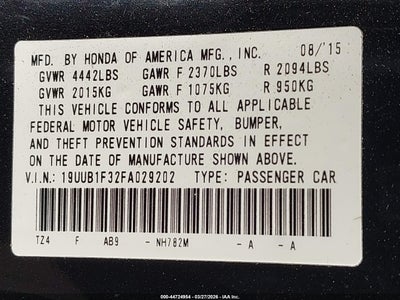 MFD. BY HONDA OF AMERICA MFG., INC. 08/'15
GVWR 4442LBS GAWR F 2370LBS R 2094LBS
GVWR 2015KG GAWR F 1075KG R 950KG
THIS VEHICLE CONFORMS TO ALL APPLICABLE
FEDERAL MOTOR VEHICLE SAFETY, BUMPER,
AND THEFT PREVENTION STANDARDS IN EFFECT
ON THE DATE OF MANUFACTURE SHOWN ABOVE.
V.I.N.: 19UUB1F32FA029202 TYPE: PASSENGER CAR
TZ4 F AB9 - NH782M - A - A
000-44724954 | 03/27/2026 - IAA Inc.